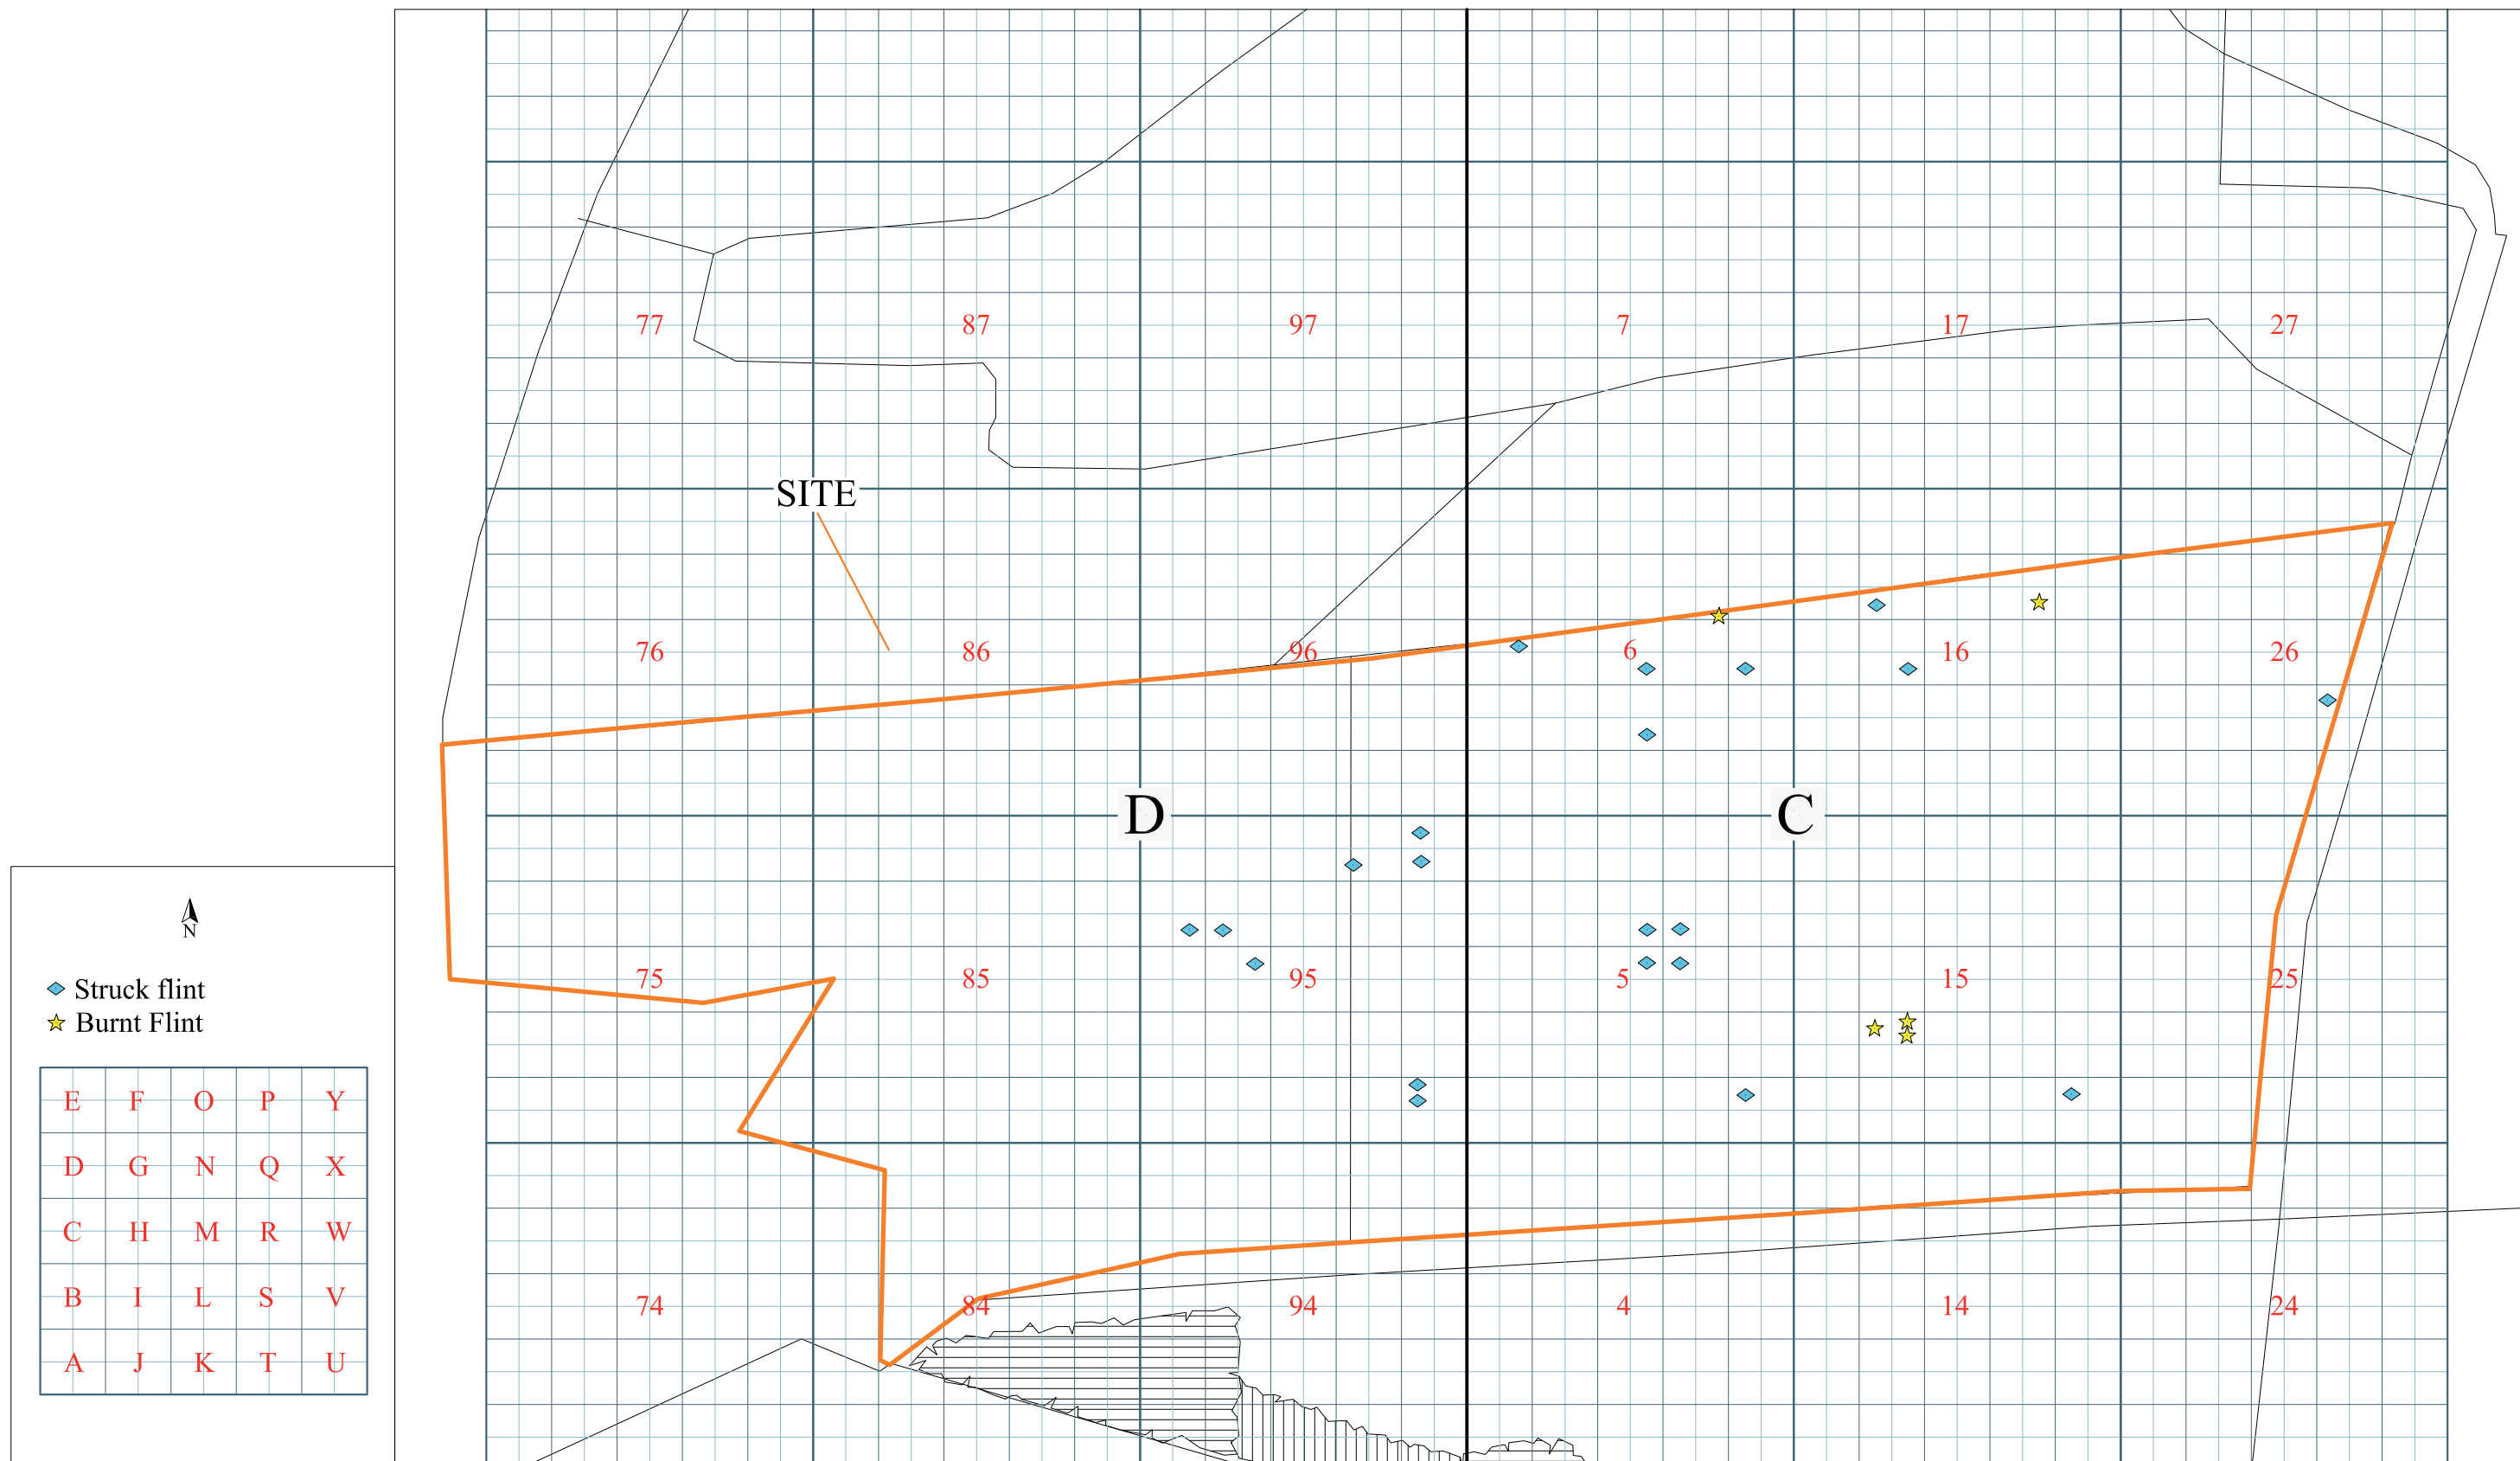 77 87 97 7 17 27
SITE
76 86 96 6 16 26
D C
75 85 95 5 15 25
74 84 94 4 14 24
N
Struck flint
Burnt Flint
E F O P Y
D G N Q X
C H M R W
B I L S V
A J K T U